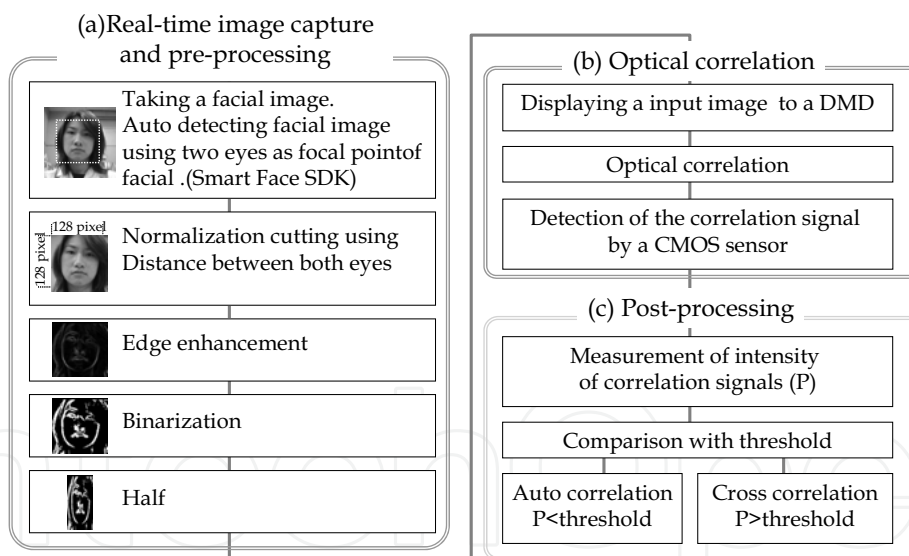 (a)Real-time image capture
and pre-processing
Taking a facial image.
Auto detecting facial image
using two eyes as focal pointof
facial .(Smart Face SDK)
128 pixel
128 pixel
Normalization cutting using
Distance between both eyes
Edge enhancement
Binarization
Half
(b) Optical correlation
Displaying a input image to a DMD
Optical correlation
Detection of the correlation signal
by a CMOS sensor
(c) Post-processing
Measurement of intensity
of correlation signals (P)
Comparison with threshold
Auto correlation
P<threshold
Cross correlation
P>threshold